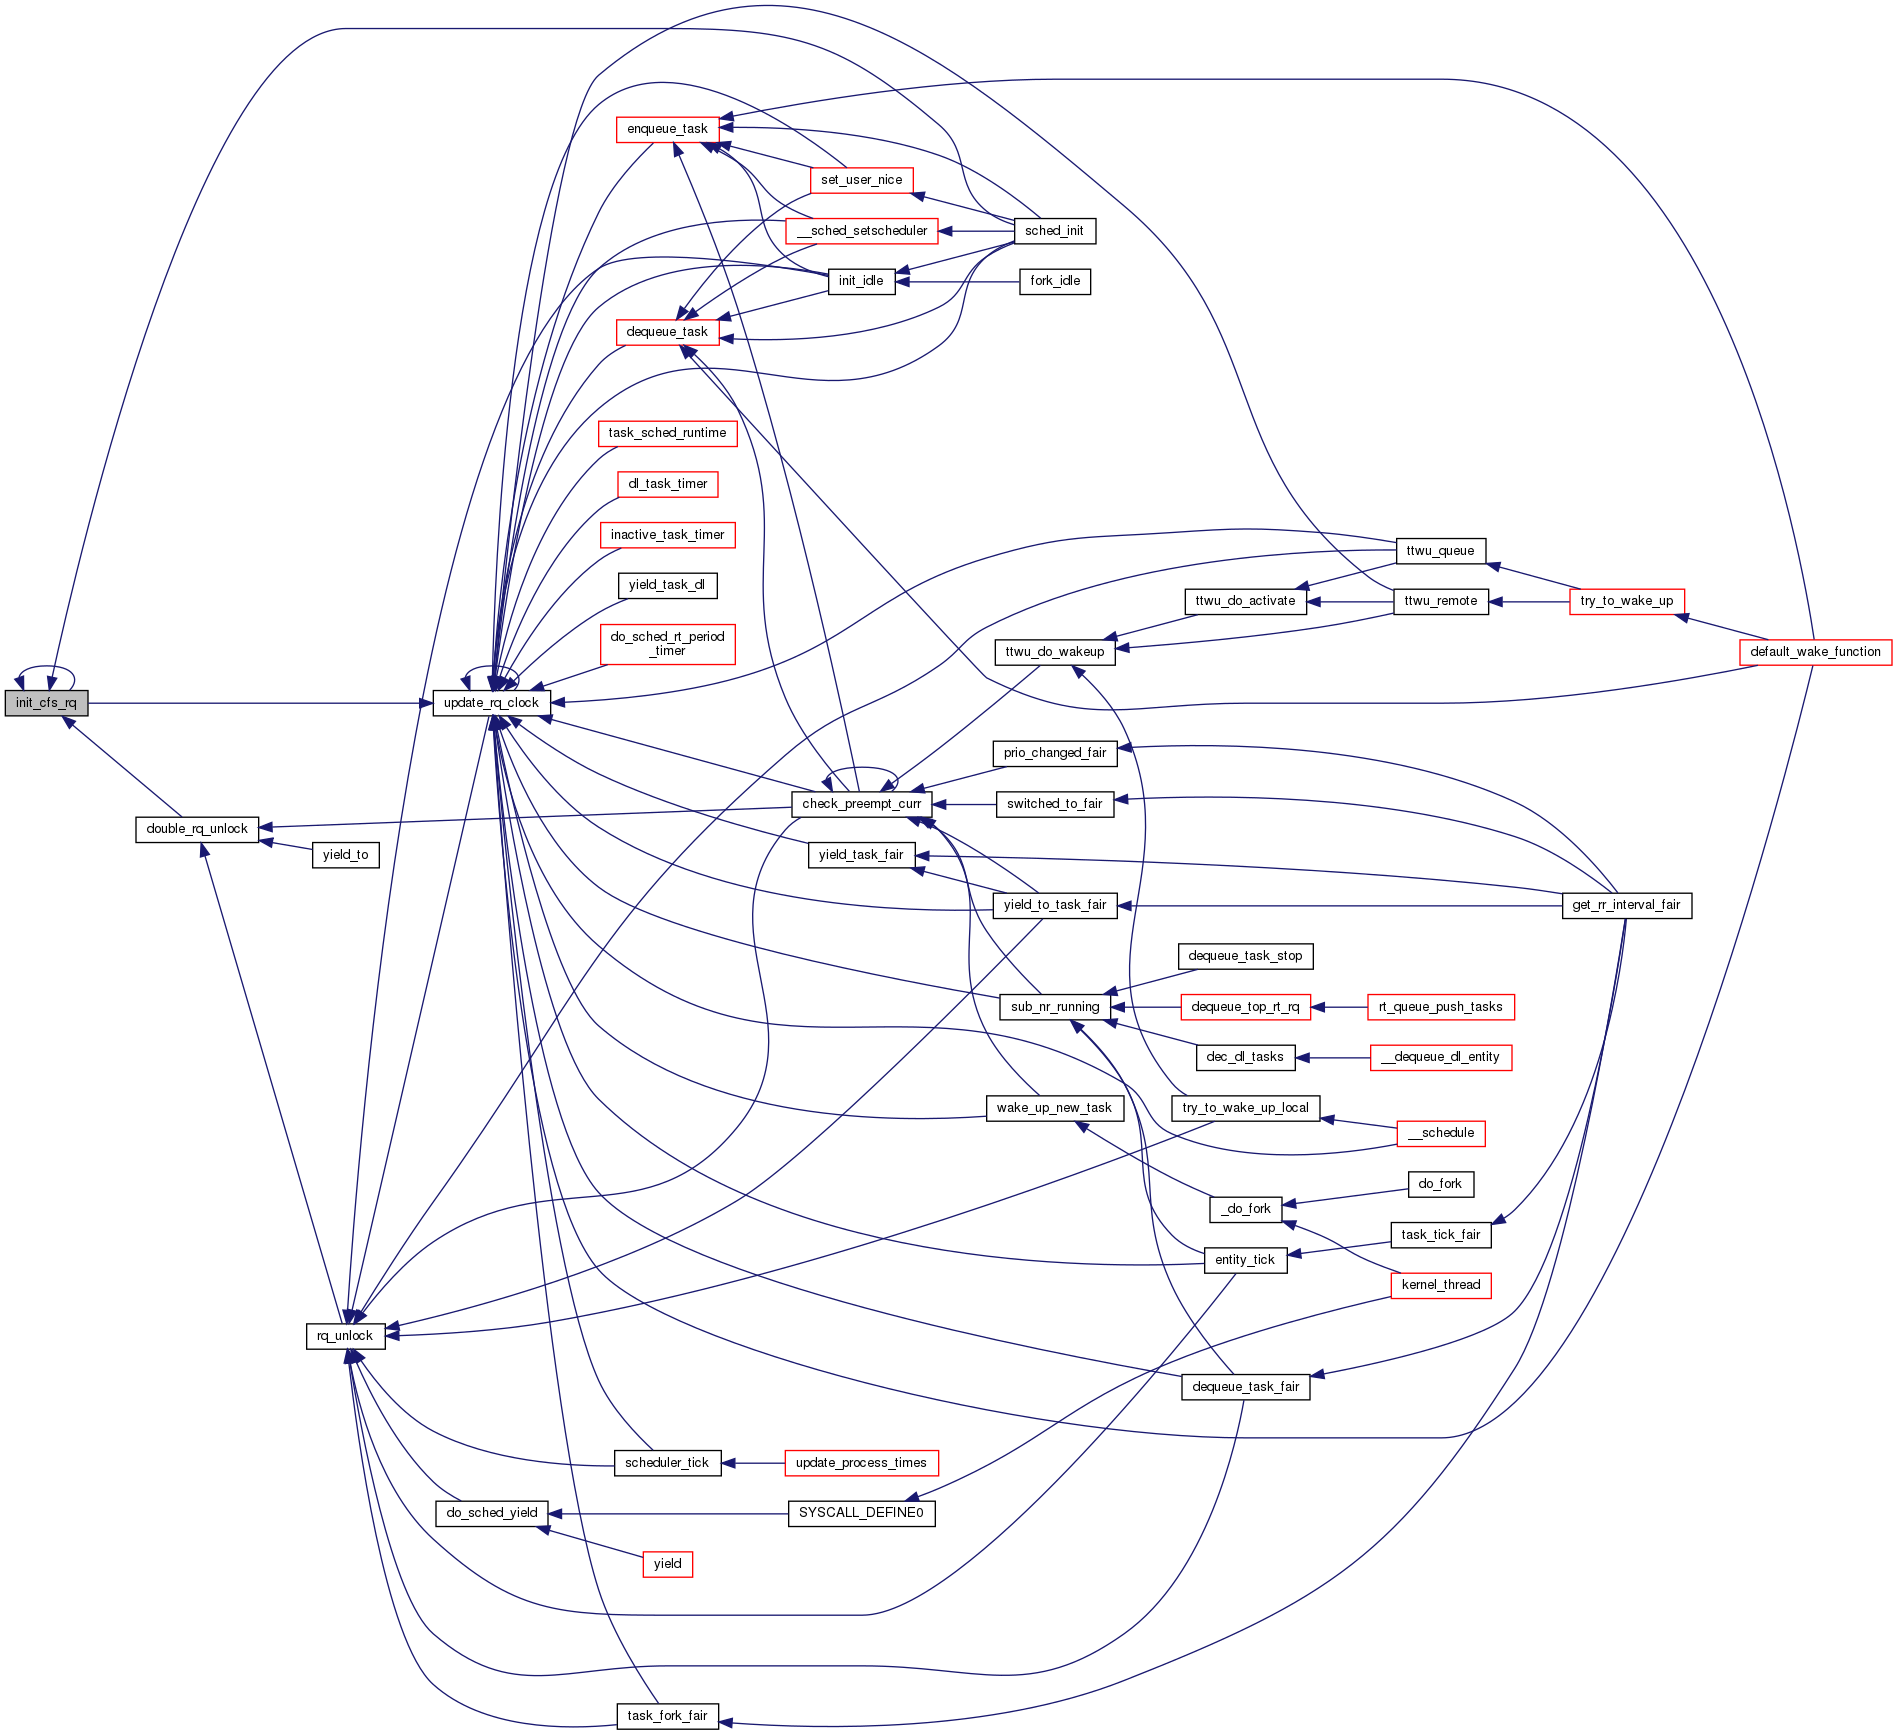 enqueue_task
set_user_nice
__sched_setscheduler
sched_init
init_idle
fork_idle
dequeue_task
task_sched_runtime
dl_task_timer
inactive_task_timer
ttwu_queue
yield_task_dl
ttwu_do_activate
ttwu_remote
try_to_wake_up
do_sched_rt_period
_timer
ttwu_do_wakeup
default_wake_function
init_cfs_rq
update_rq_clock
prio_changed_fair
check_preempt_curr
switched_to_fair
double_rq_unlock
yield_to
yield_task_fair
yield_to_task_fair
get_rr_interval_fair
dequeue_task_stop
sub_nr_running
dequeue_top_rt_rq
rt_queue_push_tasks
dec_dl_tasks
__dequeue_dl_entity
wake_up_new_task
try_to_wake_up_local
__schedule
do_fork
_do_fork
task_tick_fair
entity_tick
kernel_thread
rq_unlock
dequeue_task_fair
scheduler_tick
update_process_times
do_sched_yield
SYSCALL_DEFINE0
yield
task_fork_fair